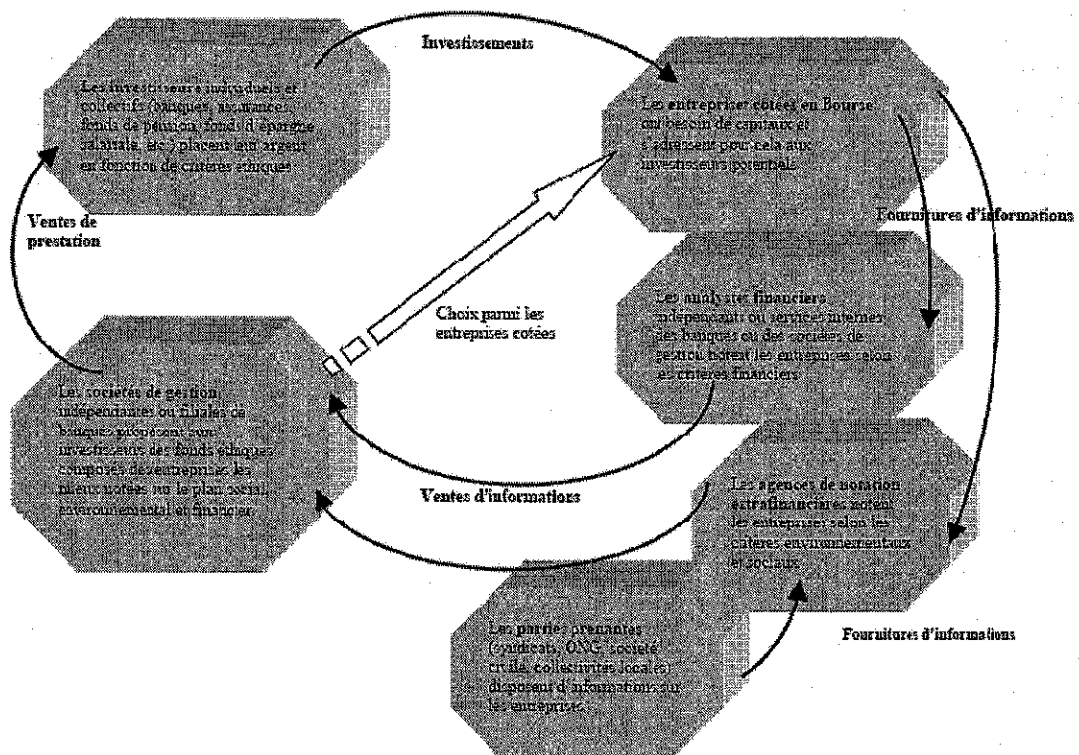 Investissements
Les investisseurs individuels et
collectifs (banques, assurances,
fonds de pension, fonds d'épargne
salariale, etc.) placent leur argent
en fonction de critères éthiques
Les entreprises cotées en Bourse
ont besoin de capitaux et
s'adressent pour cela aux
investisseurs potentiels
Ventes de
prestation
Fournitures d'informations
Choix parmi les
entreprises cotées
Les analystes financiers
indépendants ou services internes
des banques ou des sociétés de
gestion notent les entreprises selon
les critères financiers
Les sociétés de gestion
indépendantes ou filiales de
banques proposent aux
investisseurs des fonds éthiques
composés des entreprises les
mieux notées sur le plan social,
environnemental et financier.
Ventes d'informations
Les agences de notation
extrafinancières notent
les entreprises selon les
critères environnementaux
et sociaux
Les parties prenantes
(syndicats, ONG, société
civile, collectivités locales)
disposent d'informations sur
les entreprises
Fournitures d'informations